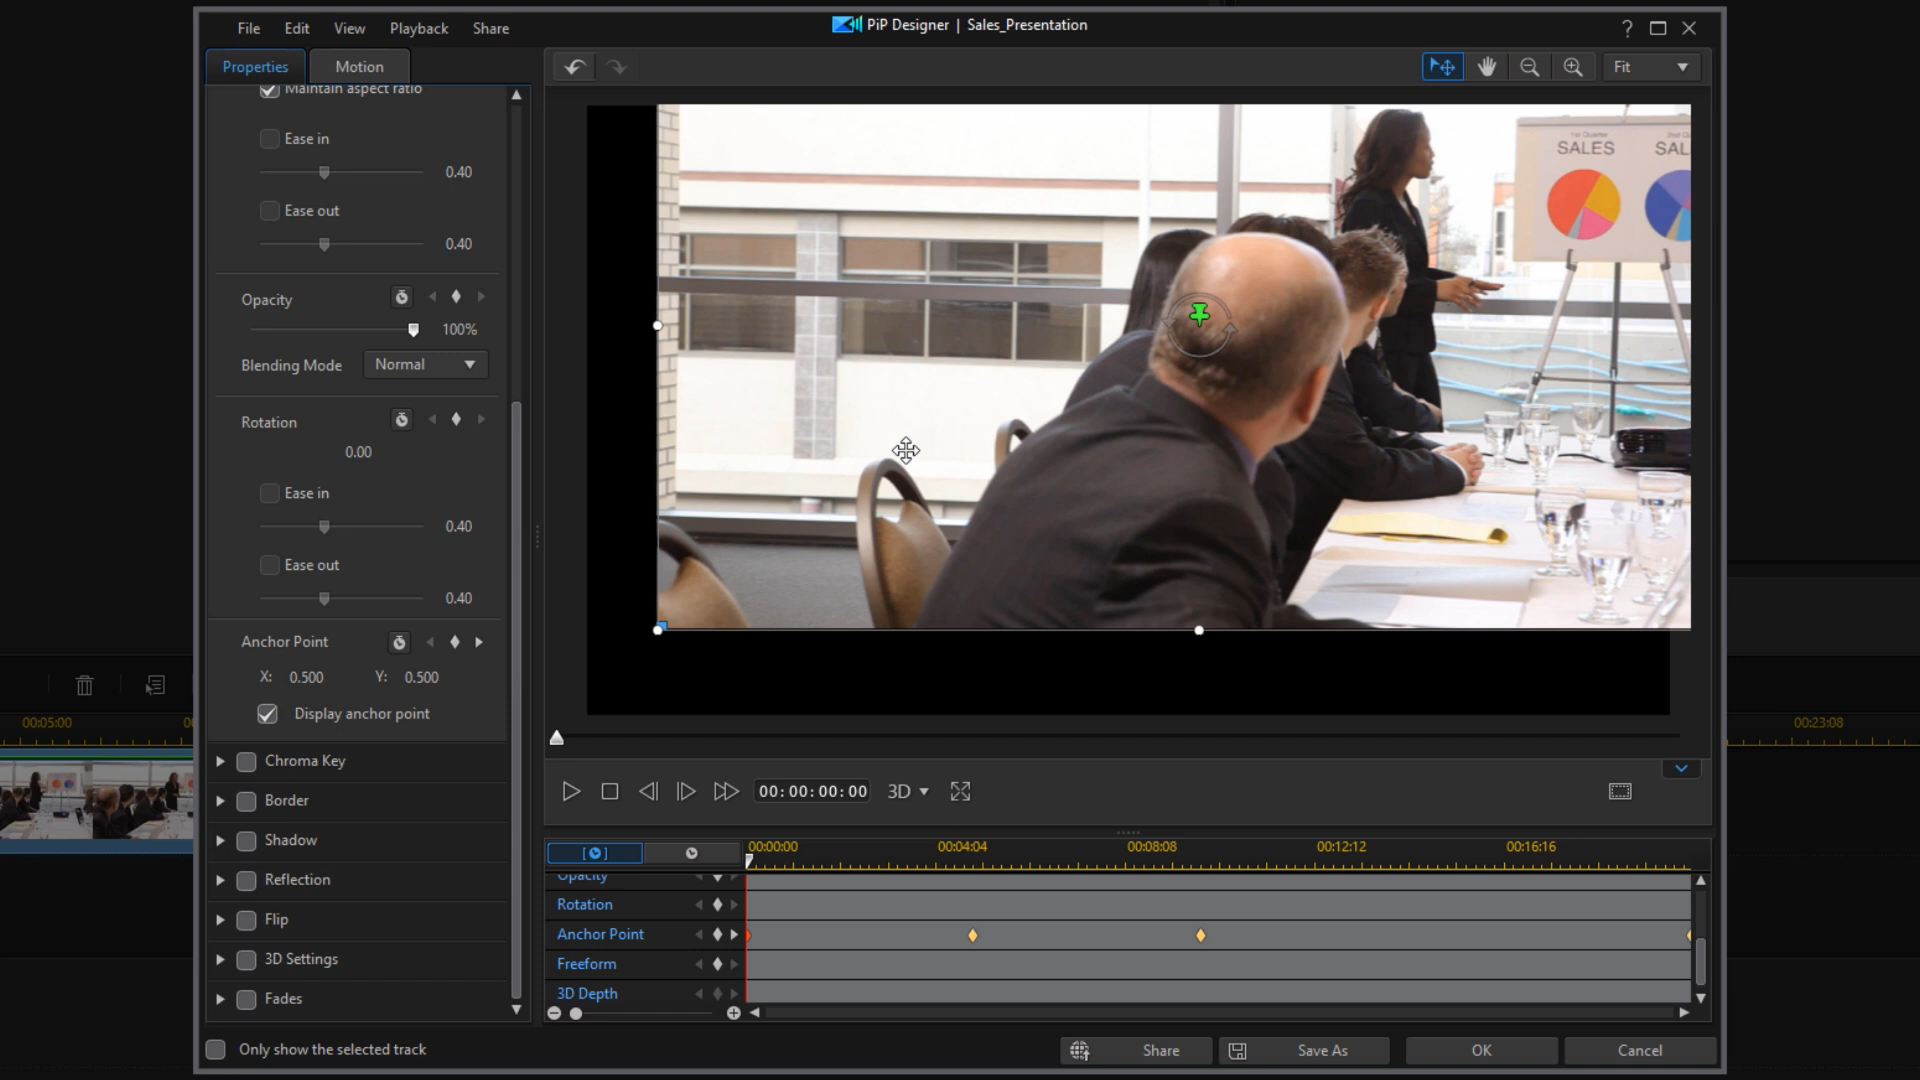 File Edit View Playback Share
PiP Designer | Sales_Presentation
?
Properties Motion
Fit
Maintain aspect ratio
Ease in
0.40
Ease out
0.40
Opacity
100%
Blending Mode Normal
Rotation
0.00
Ease in
0.40
Ease out
0.40
Anchor Point
X: 0.500 Y: 0.500
Display anchor point
Chroma Key
Border
Shadow
Reflection
Flip
3D Settings
Fades
Only show the selected track
1st Quarter
SALES
2nd Qu
SAL
00:05:00
00:23:08
00:00:00:00
3D
00:00:00 00:04:04 00:08:08 00:12:12 00:16:16
Opacity
Rotation
Anchor Point
Freeform
3D Depth
Share Save As OK Cancel